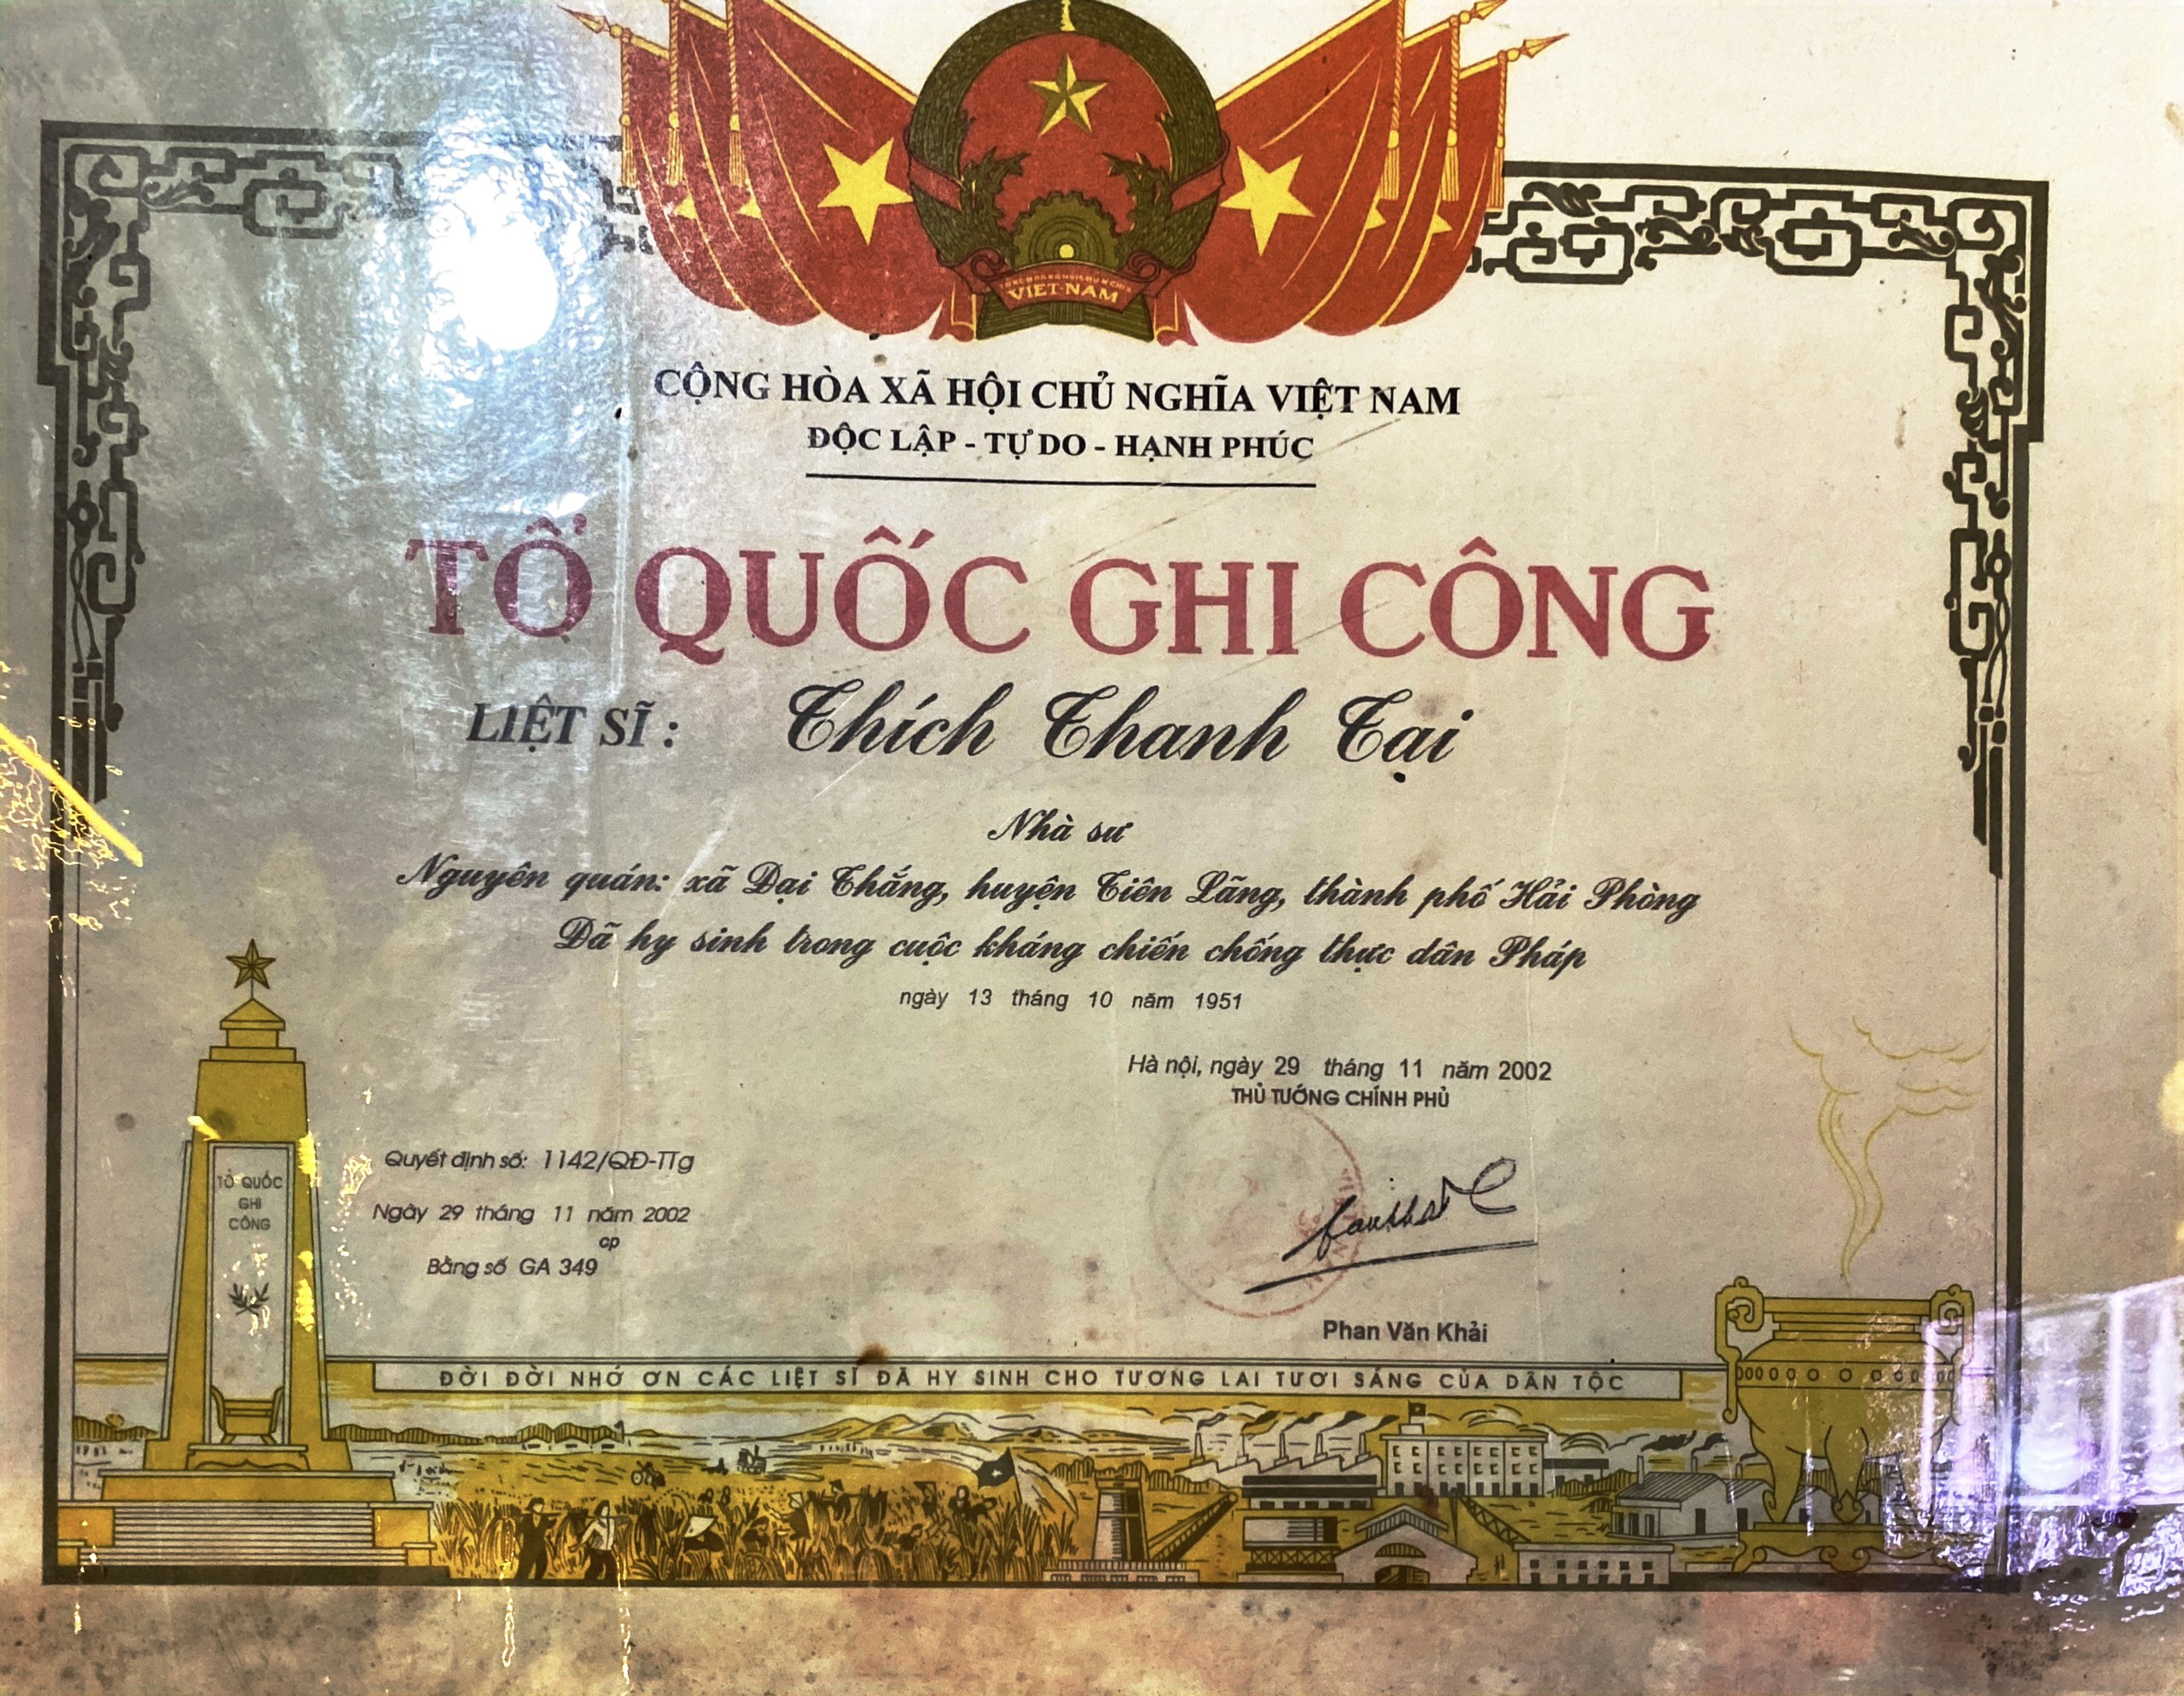 VIỆT NAM
CỘNG HÒA XÃ HỘI CHỦ NGHĨA VIỆT NAM
ĐỘC LẬP - TỰ DO - HẠNH PHÚC
TỔ QUỐC GHI CÔNG
LIỆT SĨ : Thích Thanh Tại
Nhà sư
Nguyên quán: xã Đại Thắng, huyện Tiên Lãng, thành phố Hải Phòng
Đã hy sinh trong cuộc kháng chiến chống thực dân Pháp
ngày 13 tháng 10 năm 1951
Hà nội, ngày 29 tháng 11 năm 2002
THỦ TƯỚNG CHÍNH PHỦ
Quyết định số: 1142/QĐ-TTg
Ngày 29 tháng 11 năm 2002
Bằng số GA 349 cp
Phan Văn Khải
TỔ QUỐC
GHI
CÔNG
ĐỜI ĐỜI NHỚ ƠN CÁC LIỆT SĨ ĐÃ HY SINH CHO TƯƠNG LAI TƯƠI SÁNG CỦA DÂN TỘC